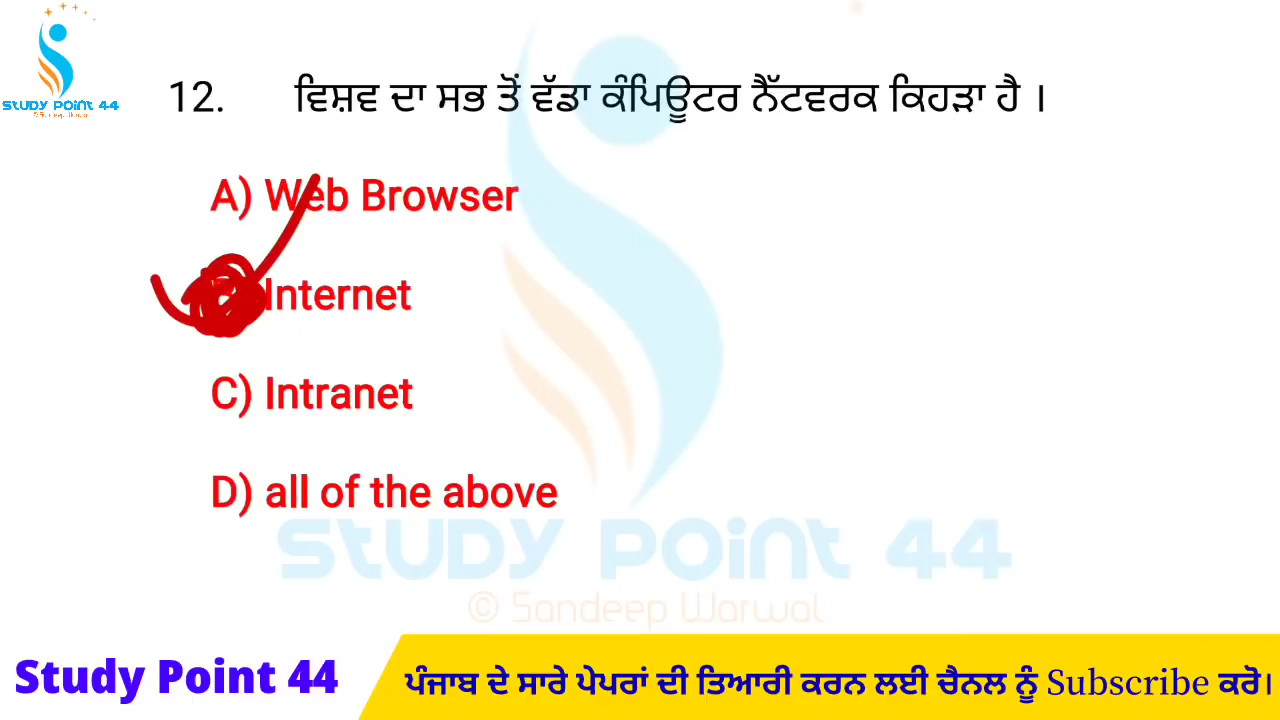 STUDY POINT 44
12. ਵਿਸ਼ਵ ਦਾ ਸਭ ਤੋਂ ਵੱਡਾ ਕੰਪਿਊਟਰ ਨੈੱਟਵਰਕ ਕਿਹੜਾ ਹੈ ।
A) Web Browser
Internet
C) Intranet
D) all of the above
STUDY POiNT 44
© Sandeep Warwal
Study Point 44
ਪੰਜਾਬ ਦੇ ਸਾਰੇ ਪੇਪਰਾਂ ਦੀ ਤਿਆਰੀ ਕਰਨ ਲਈ ਚੈਨਲ ਨੂੰ Subscribe ਕਰੋ।